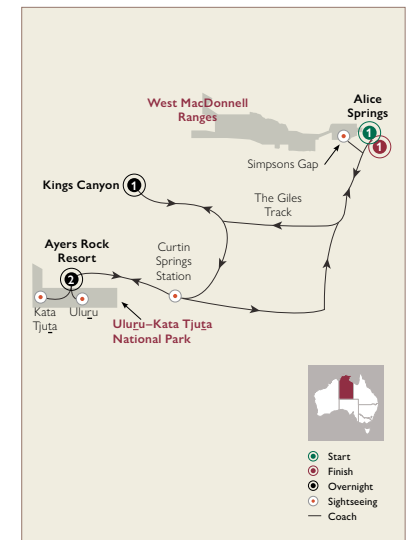 West MacDonnell
Ranges
Alice
Springs
1
1
Simpsons Gap
Kings Canyon
1
The Giles
Track
Ayers Rock
Resort
2
Curtin
Springs
Station
Kata
Tjuṯa
Uluṟu
Uluṟu–Kata Tjuṯa
National Park
Start
Finish
Overnight
Sightseeing
Coach